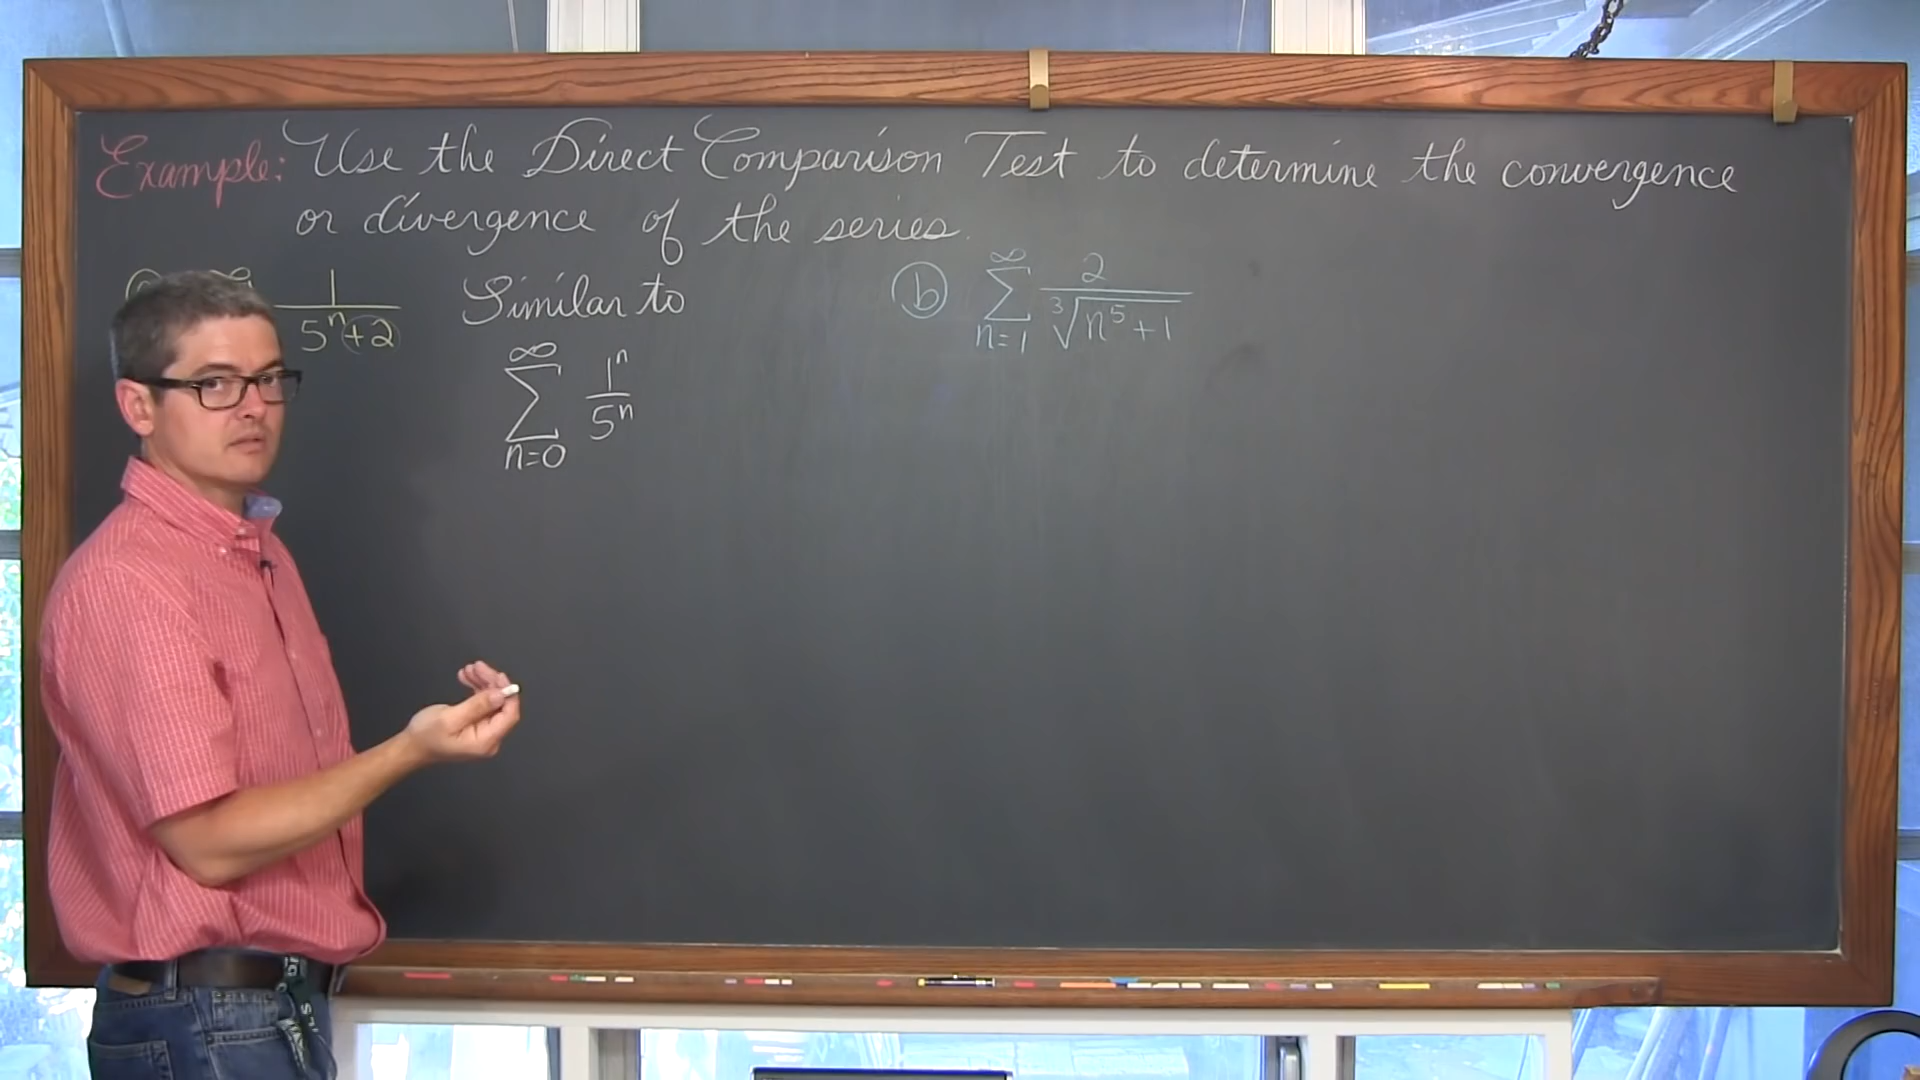 Example: Use the Direct Comparison Test to determine the convergence
or divergence of the series.
∞ 1 / 5ⁿ+2
Similar to
∞ Σ n=0 1ⁿ / 5ⁿ
ⓑ ∞ Σ n=1 2 / ³√(n⁵+1)